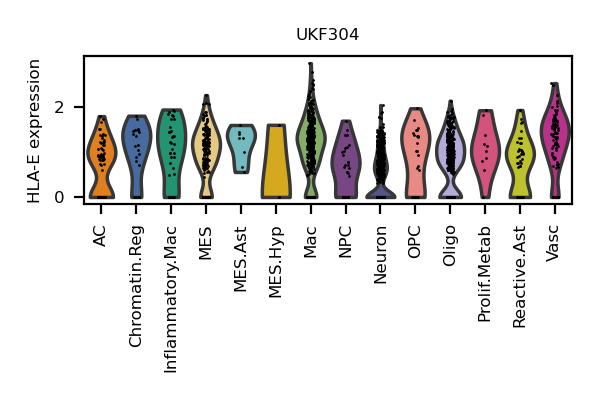 UKF304
HLA-E expression
2
0
AC
Chromatin.Reg
Inflammatory.Mac
MES
MES.Ast
MES.Hyp
Mac
NPC
Neuron
OPC
Oligo
Prolif.Metab
Reactive.Ast
Vasc